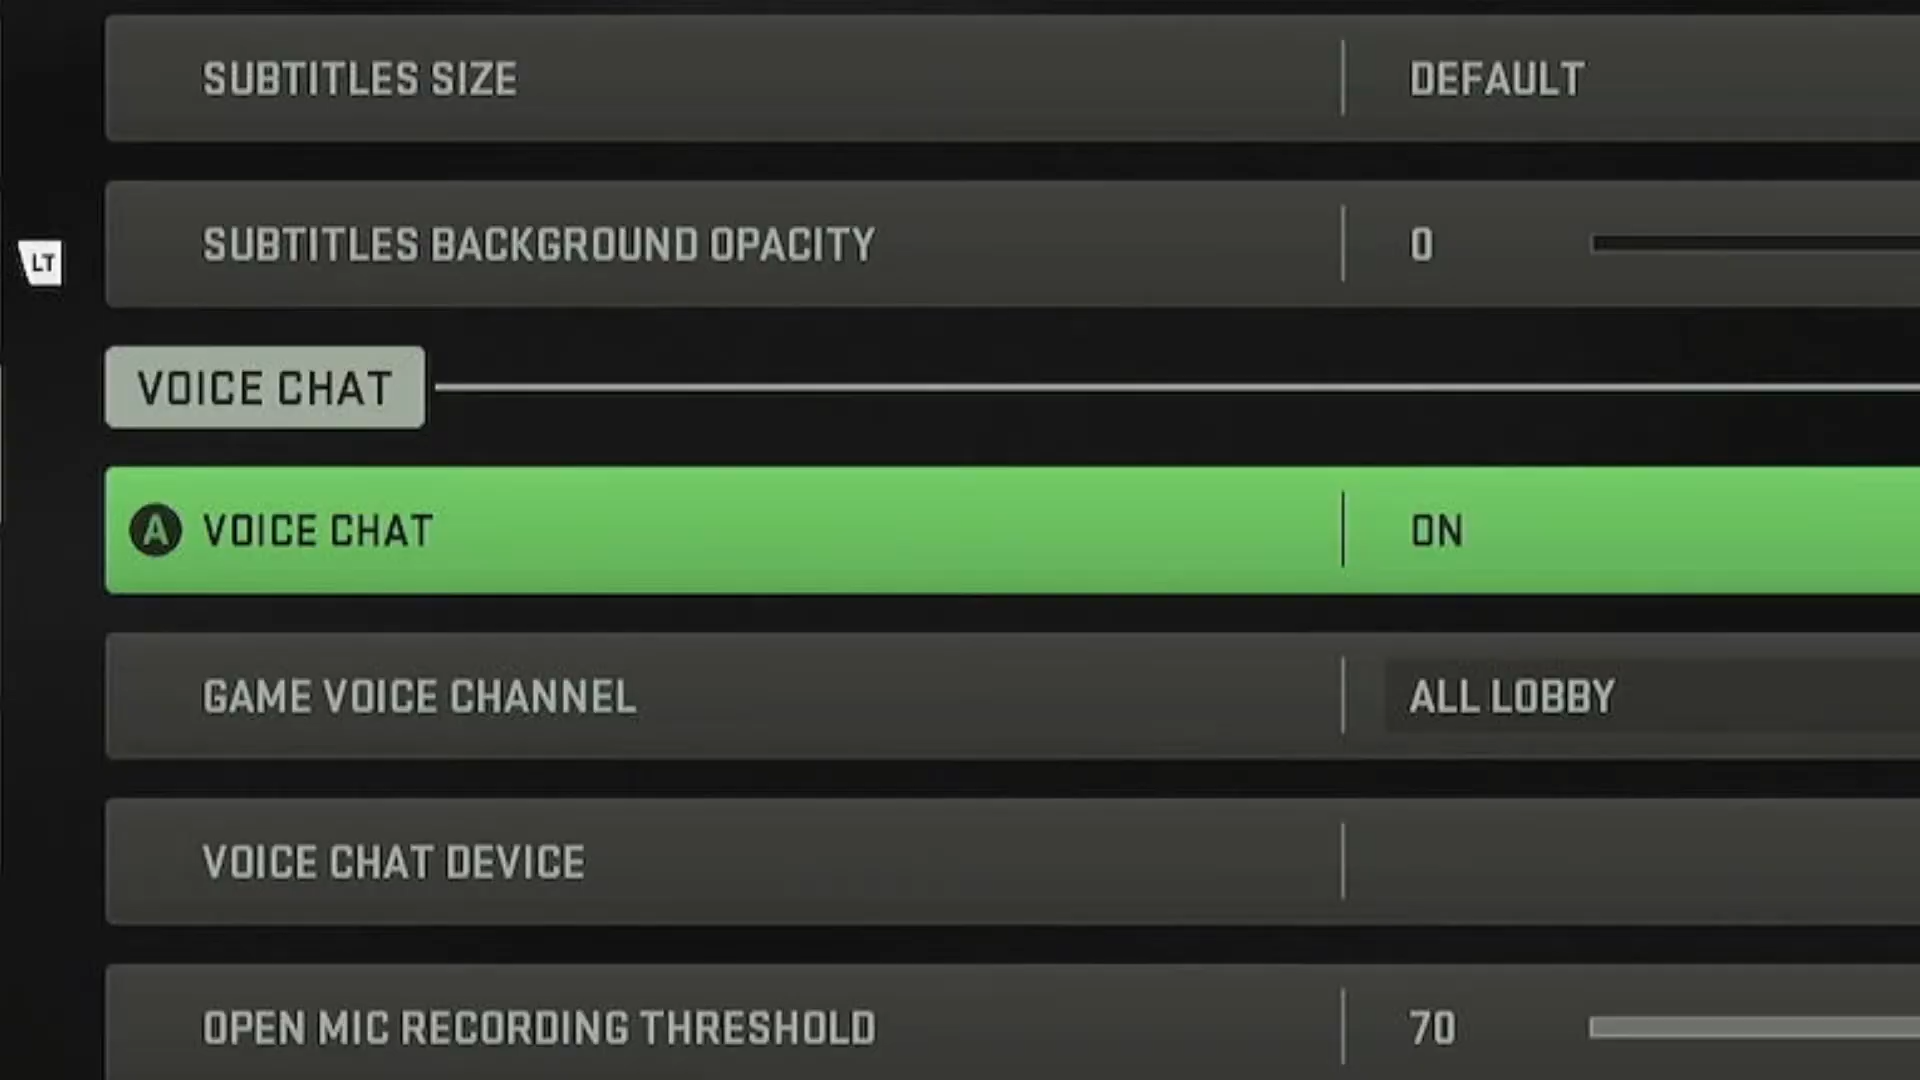 SUBTITLES SIZE DEFAULT
SUBTITLES BACKGROUND OPACITY 0
LT
VOICE CHAT
A VOICE CHAT ON
GAME VOICE CHANNEL ALL LOBBY
VOICE CHAT DEVICE
OPEN MIC RECORDING THRESHOLD 70